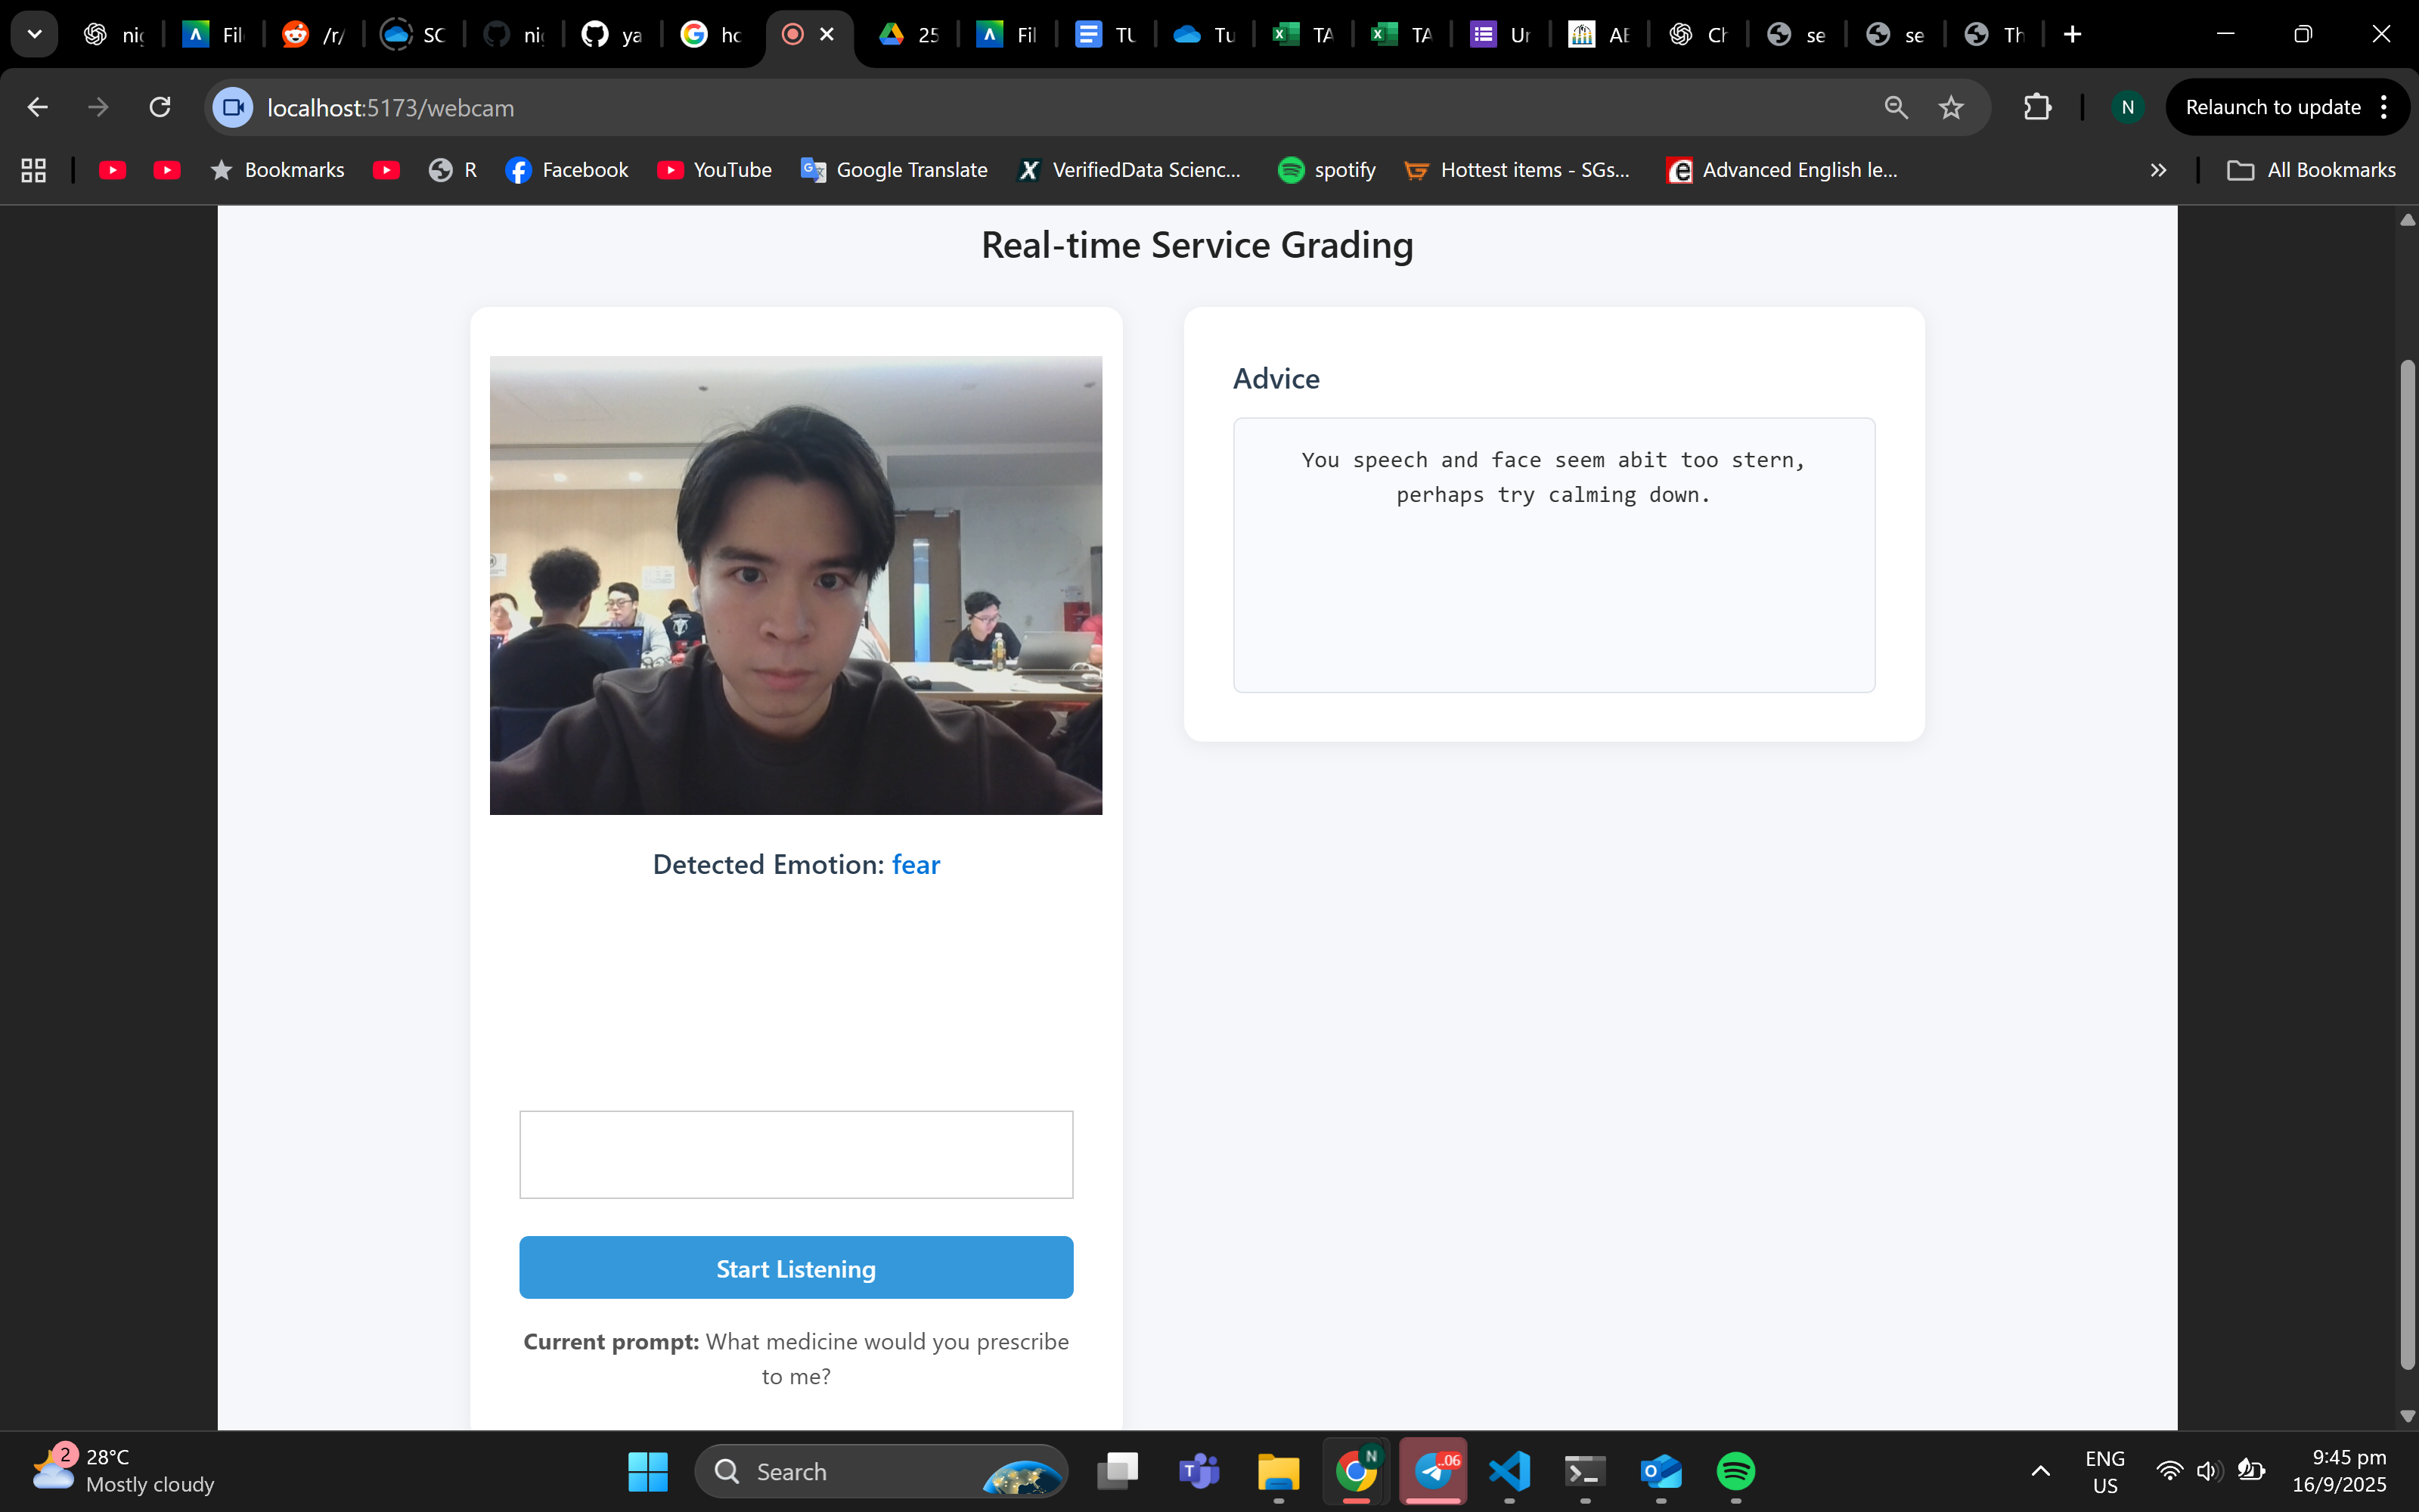 nig
Fil
/r/
SC
ni
ya
hc
25
Fil
TU
Tu
TA
TA
Ur
AE
Ch
se
se
Th
localhost:5173/webcam
N
Relaunch to update
Bookmarks
R
Facebook
YouTube
Google Translate
VerifiedData Scienc...
spotify
Hottest items - SGs...
Advanced English le...
All Bookmarks
Real-time Service Grading
Advice
You speech and face seem abit too stern,
perhaps try calming down.
Detected Emotion: fear
Start Listening
Current prompt: What medicine would you prescribe
to me?
2
28°C
Mostly cloudy
Search
N
..06
ENG
US
9:45 pm
16/9/2025